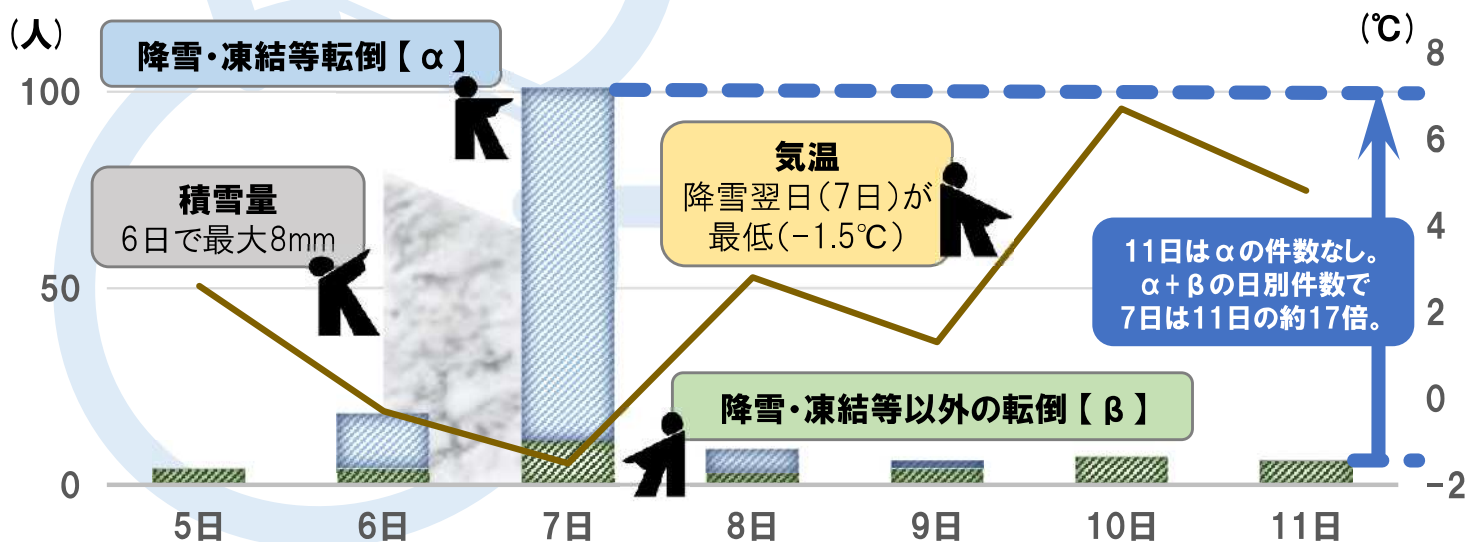 (人)
(℃)
降雪・凍結等転倒【α】
8
100
気温
降雪翌日(7日)が
最低(-1.5℃)
6
積雪量
6日で最大8mm
4
11日はαの件数なし。
α+βの日別件数で
7日は11日の約17倍。
50
2
降雪・凍結等以外の転倒【β】
0
0
-2
5日 6日 7日 8日 9日 10日 11日